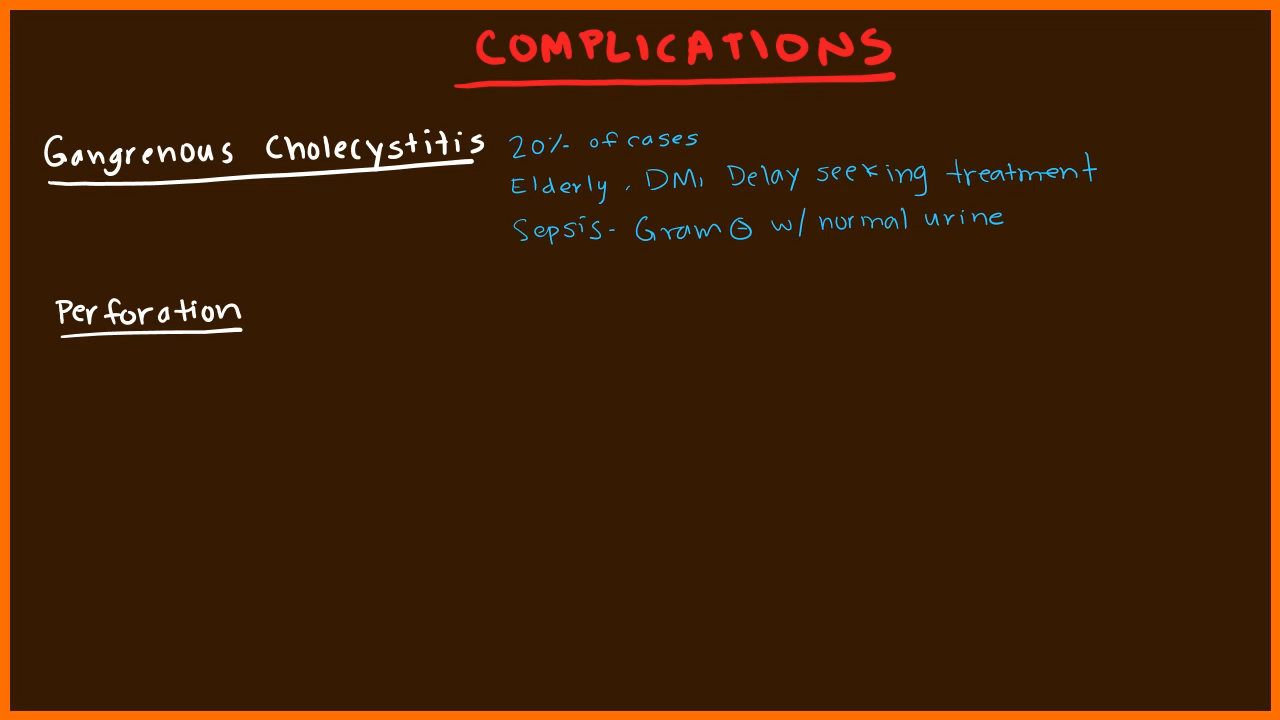 COMPLICATIONS
Gangrenous Cholecystitis 20% of cases
Elderly, DM, Delay seeking treatment
Sepsis- Gram ⊖ w/ normal urine
Perforation